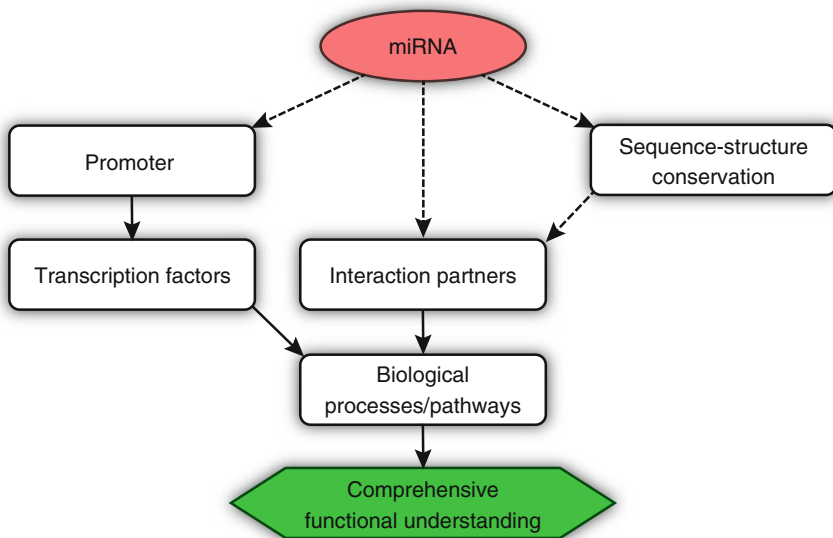 miRNA
Promoter
Sequence-structure
conservation
Transcription factors
Interaction partners
Biological
processes/pathways
Comprehensive
functional understanding